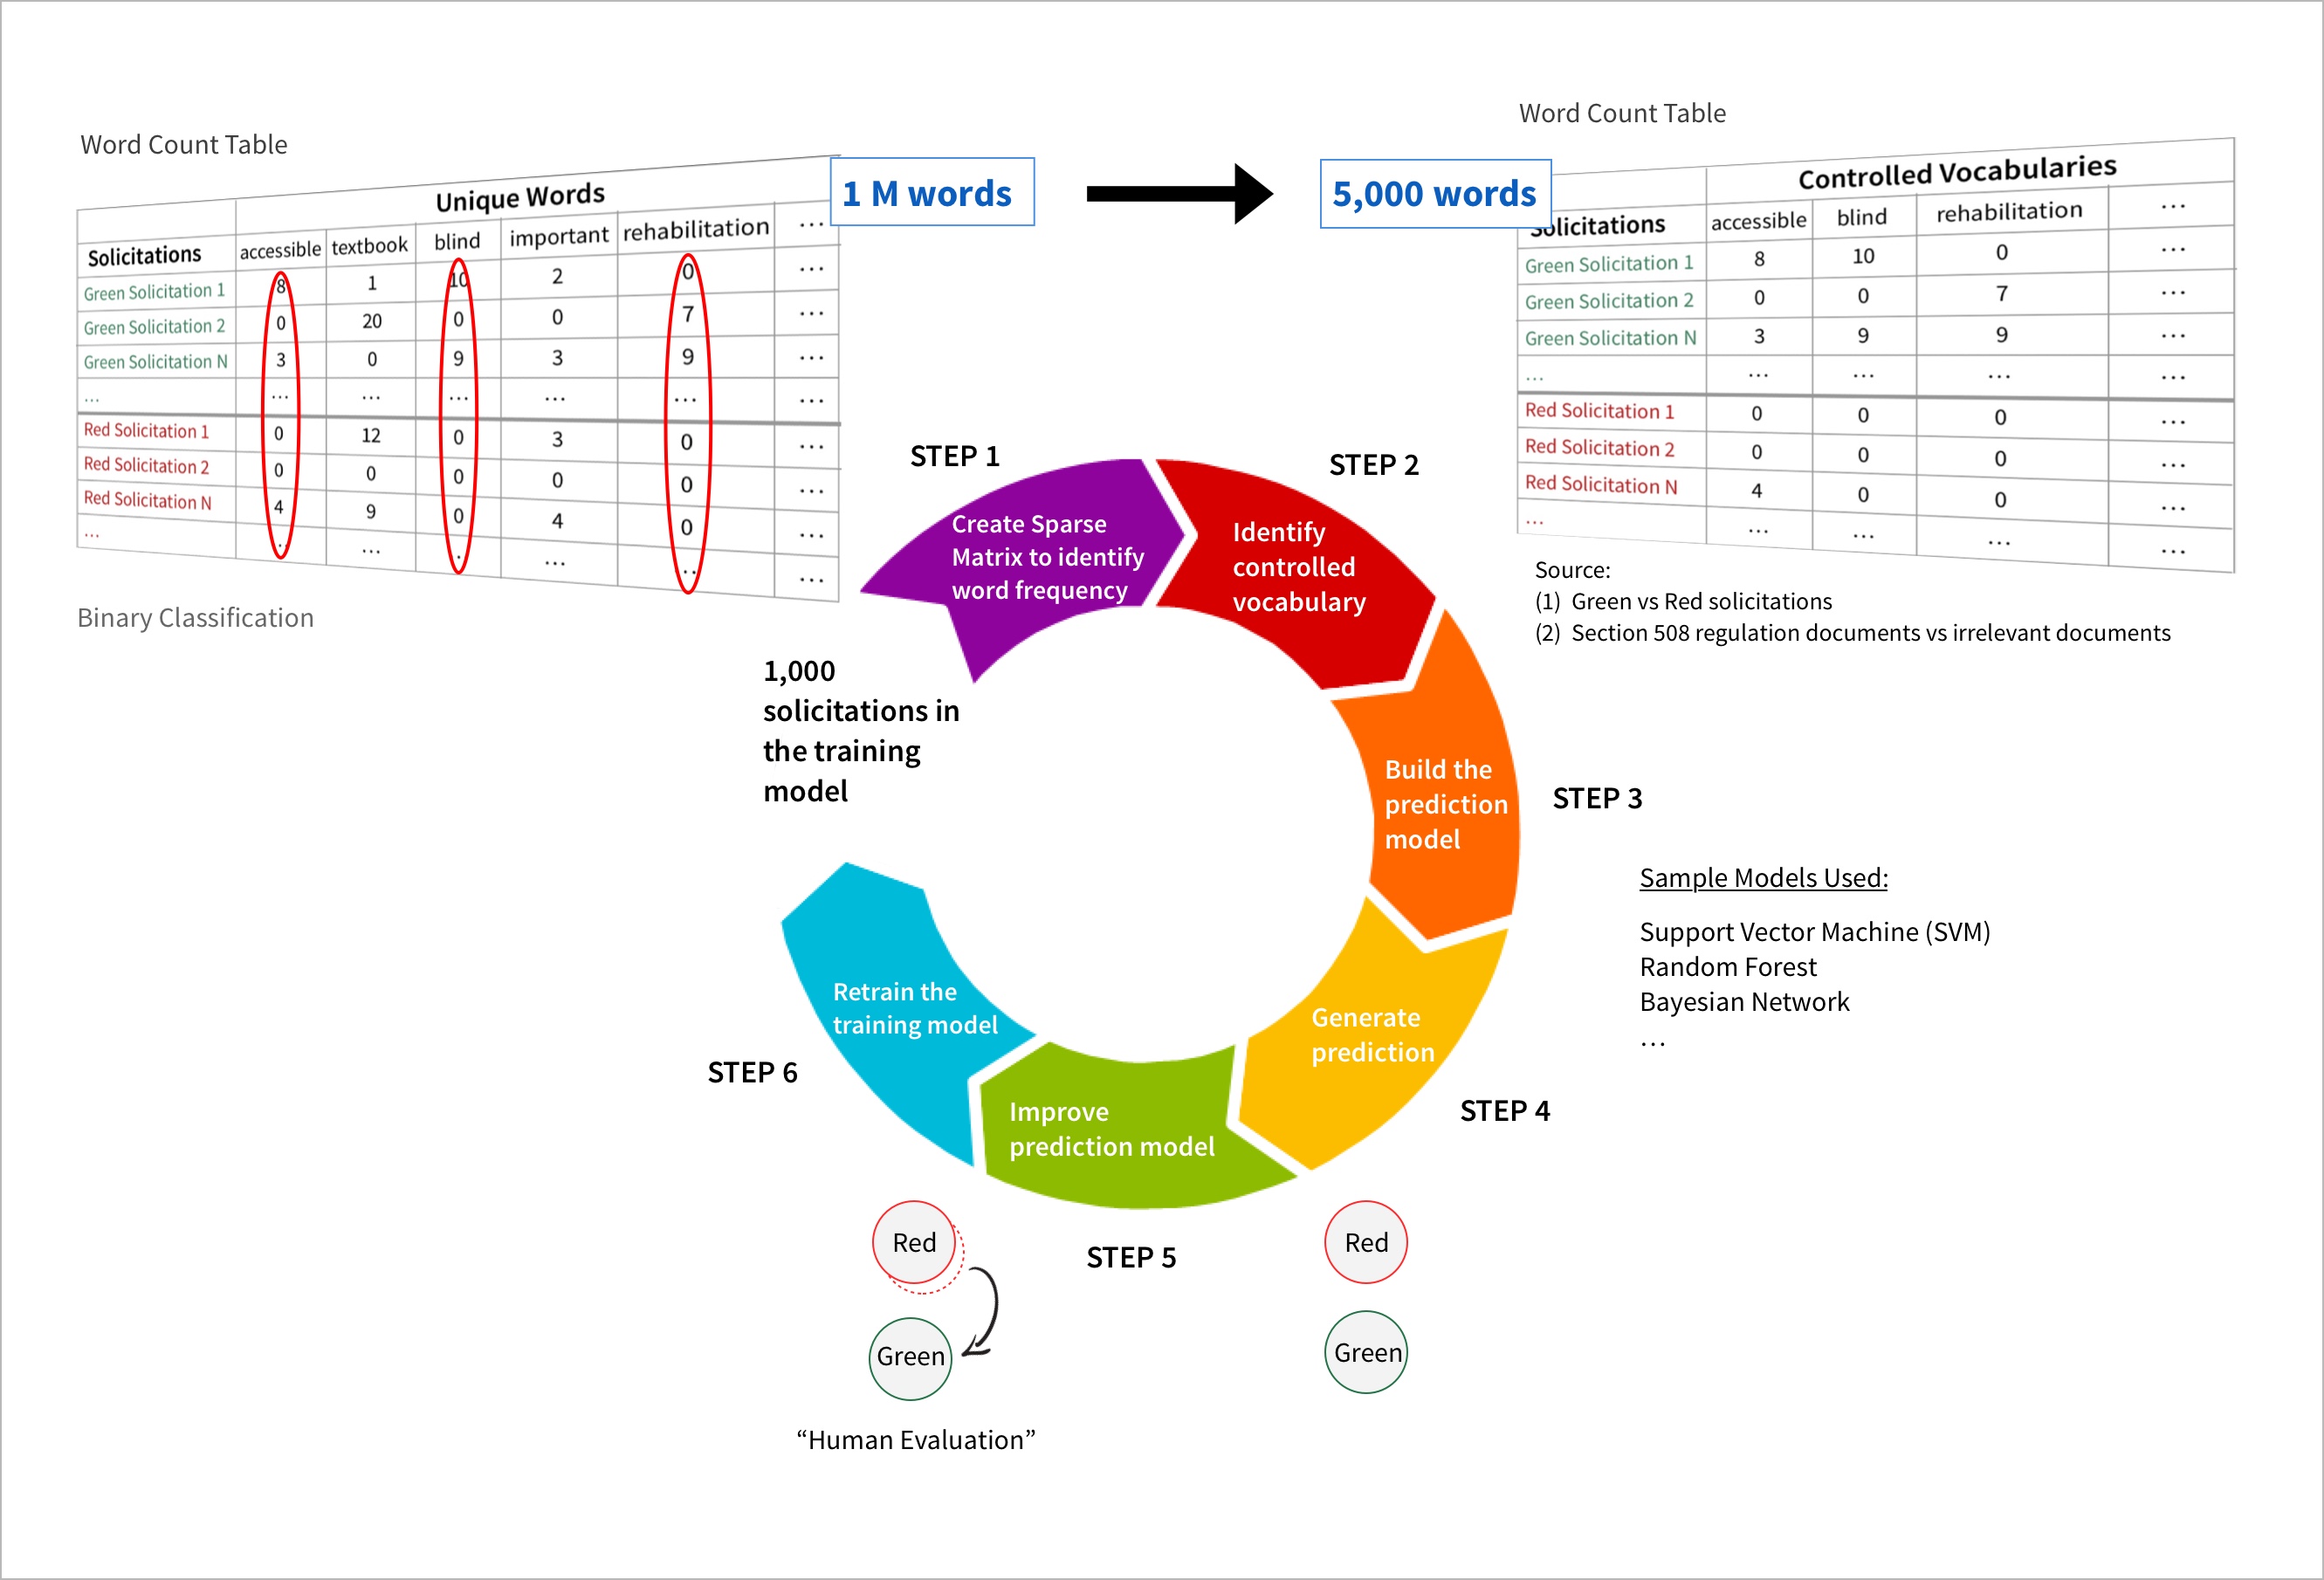 Word Count Table
Unique Words
Solicitations accessible textbook blind important rehabilitation ...
Green Solicitation 1 8 1 10 2 0 ...
Green Solicitation 2 0 20 0 0 7 ...
Green Solicitation N 3 0 9 3 9 ...
... ... ... ... ... ... ...
Red Solicitation 1 0 12 0 3 0 ...
Red Solicitation 2 0 0 0 0 0 ...
Red Solicitation N 4 9 0 4 0 ...
... ... ... ... ... ... ...
Binary Classification
1 M words
5,000 words
Word Count Table
Controlled Vocabularies
Solicitations accessible blind rehabilitation ...
Green Solicitation 1 8 10 0 ...
Green Solicitation 2 0 0 7 ...
Green Solicitation N 3 9 9 ...
... ... ... ... ...
Red Solicitation 1 0 0 0 ...
Red Solicitation 2 0 0 0 ...
Red Solicitation N 4 0 0 ...
... ... ... ... ...
Source:
(1) Green vs Red solicitations
(2) Section 508 regulation documents vs irrelevant documents
STEP 1
Create Sparse
Matrix to identify
word frequency
STEP 2
Identify
controlled
vocabulary
1,000
solicitations in
the training
model
Build the
prediction
model
STEP 3
Sample Models Used:
Support Vector Machine (SVM)
Random Forest
Bayesian Network
...
Generate
prediction
STEP 4
Red
Green
Improve
prediction model
STEP 5
Retrain the
training model
STEP 6
Red
Green
“Human Evaluation”